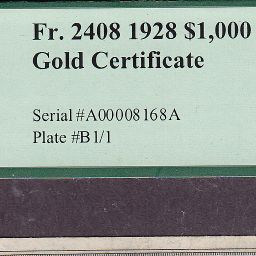 Fr. 2408 1928 $1,000
Gold Certificate
Serial #A00008168A
Plate #B1/1